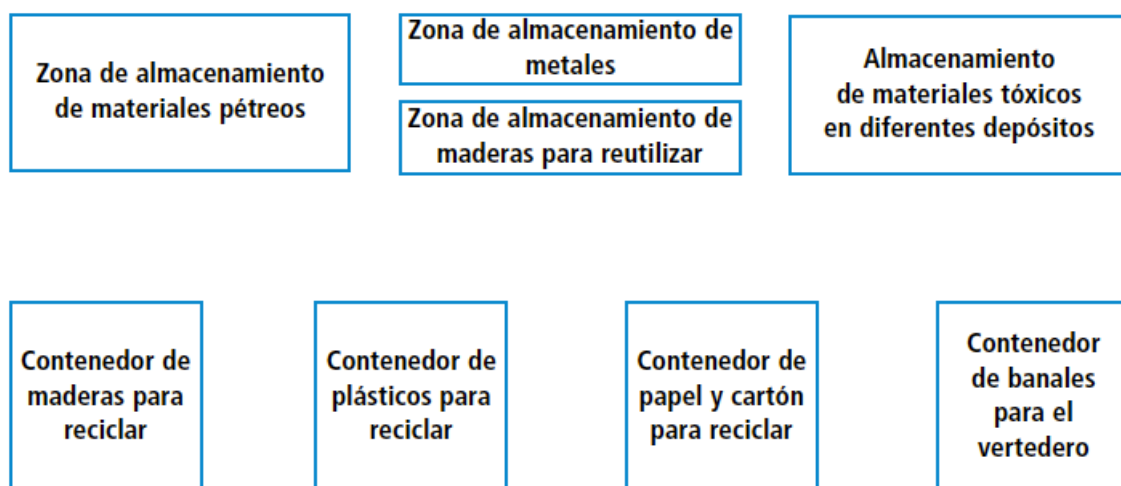 Zona de almacenamiento
de materiales pétreos
Zona de almacenamiento de
metales
Zona de almacenamiento de
maderas para reutilizar
Almacenamiento
de materiales tóxicos
en diferentes depósitos
Contenedor de
maderas para
reciclar
Contenedor de
plásticos para
reciclar
Contenedor de
papel y cartón
para reciclar
Contenedor
de banales
para el
vertedero